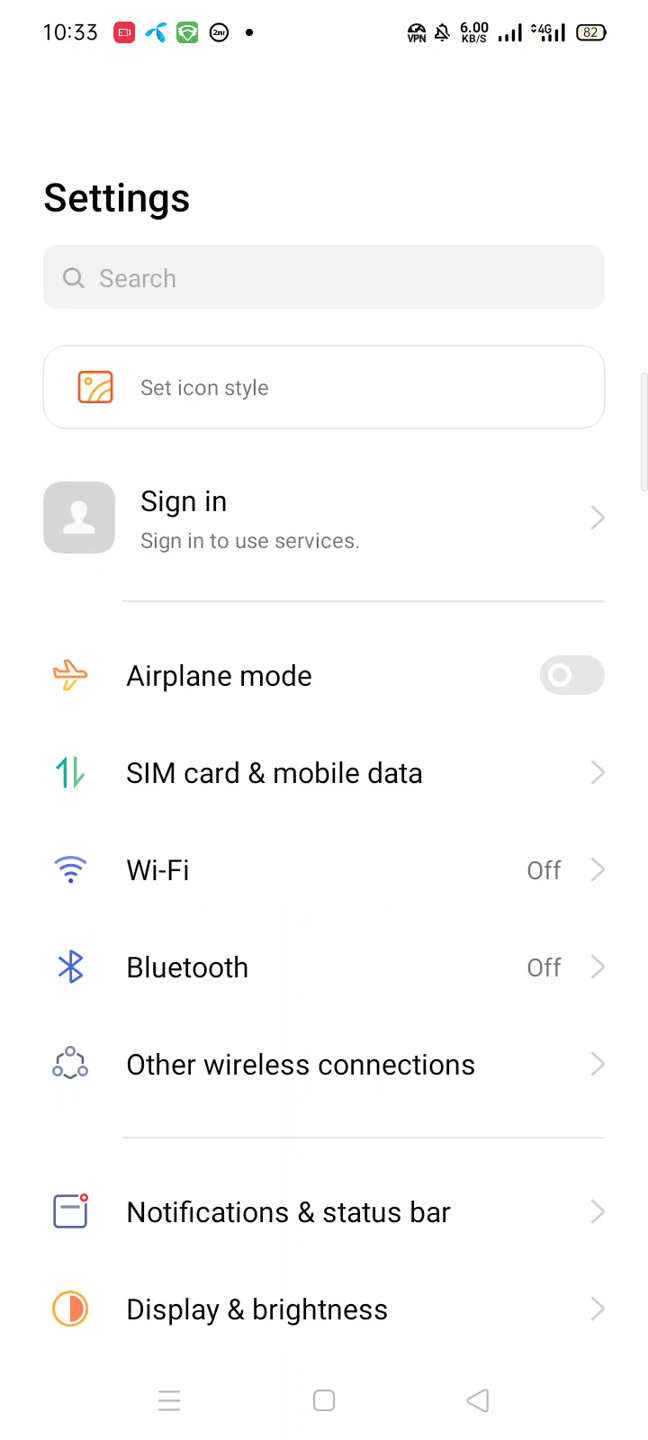 10:33 2nr VPN 6.00 KB/S 4G 82
Settings
Search
Set icon style
Sign in
Sign in to use services.
Airplane mode
SIM card & mobile data
Wi-Fi Off
Bluetooth Off
Other wireless connections
Notifications & status bar
Display & brightness